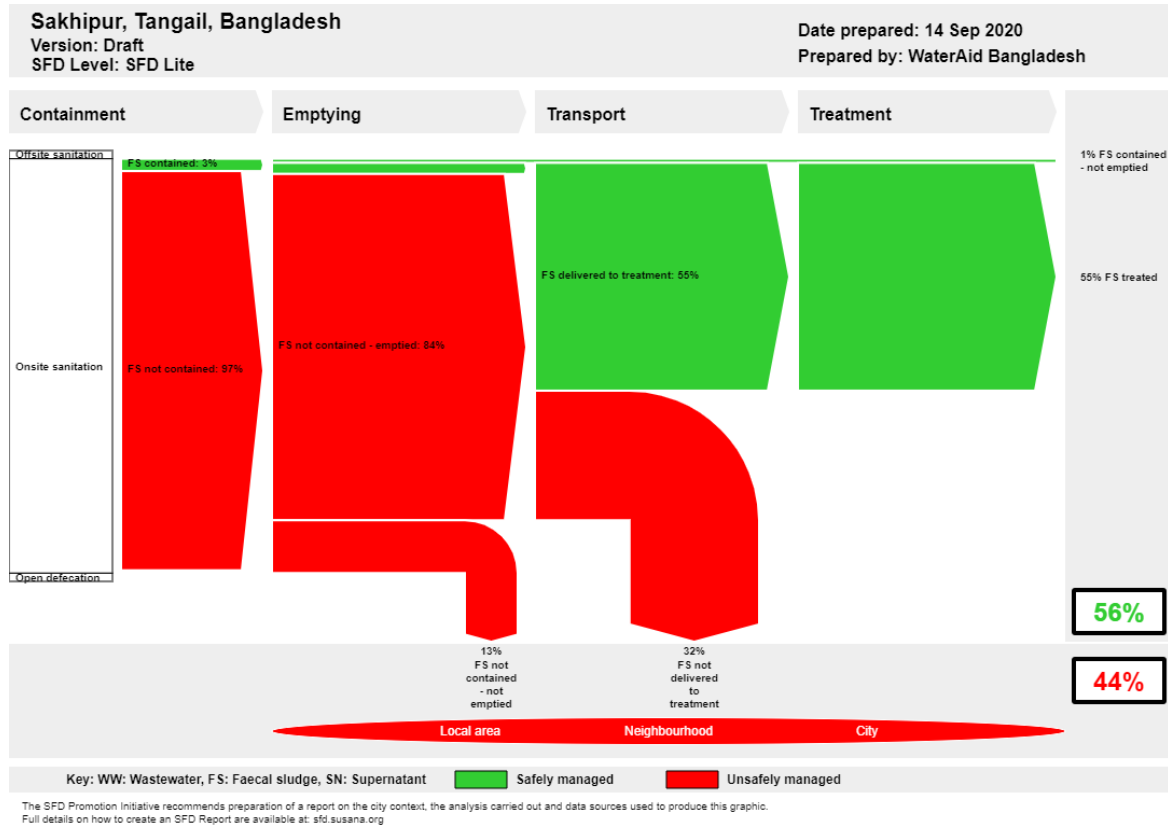 Sakhipur, Tangail, Bangladesh
Version: Draft
SFD Level: SFD Lite
Date prepared: 14 Sep 2020
Prepared by: WaterAid Bangladesh
Containment
Emptying
Transport
Treatment
Offsite sanitation
FS contained: 3%
1% FS contained
- not emptied
FS delivered to treatment: 55%
55% FS treated
FS not contained - emptied: 84%
Onsite sanitation
FS not contained: 97%
Open defecation
56%
13%
FS not
contained
- not
emptied
32%
FS not
delivered
to
treatment
44%
Local area
Neighbourhood
City
Key: WW: Wastewater, FS: Faecal sludge, SN: Supernatant
Safely managed
Unsafely managed
The SFD Promotion Initiative recommends preparation of a report on the city context, the analysis carried out and data sources used to produce this graphic.
Full details on how to create an SFD Report are available at: sfd.susana.org